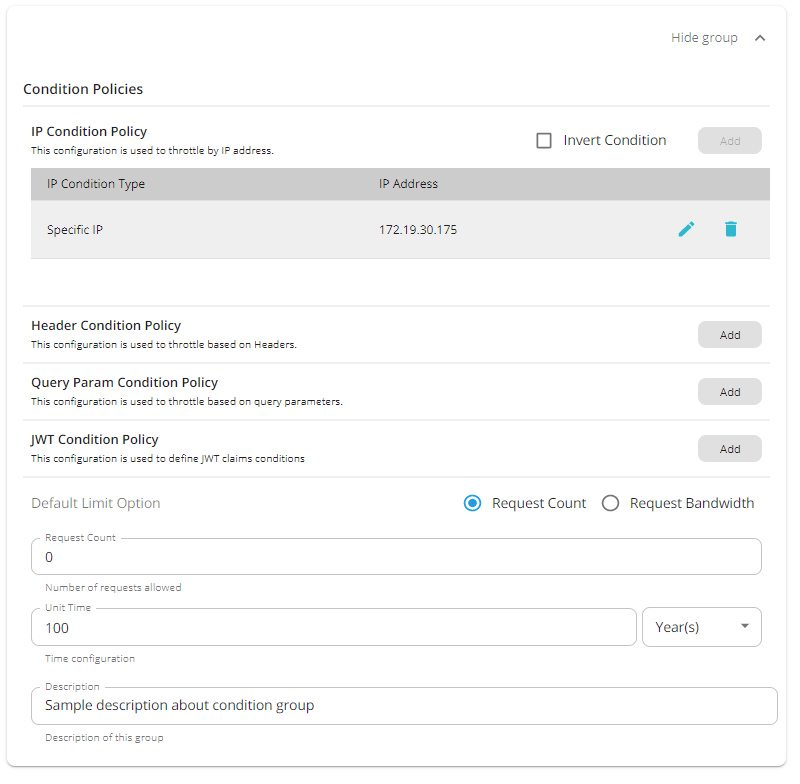 Hide group
Condition Policies
IP Condition Policy
This configuration is used to throttle by IP address.
Invert Condition
Add
IP Condition Type IP Address
Specific IP 172.19.30.175
Header Condition Policy
This configuration is used to throttle based on Headers.
Add
Query Param Condition Policy
This configuration is used to throttle based on query parameters.
Add
JWT Condition Policy
This configuration is used to define JWT claims conditions
Add
Default Limit Option Request Count Request Bandwidth
Request Count
0
Number of requests allowed
Unit Time
100 Year(s)
Time configuration
Description
Sample description about condition group
Description of this group